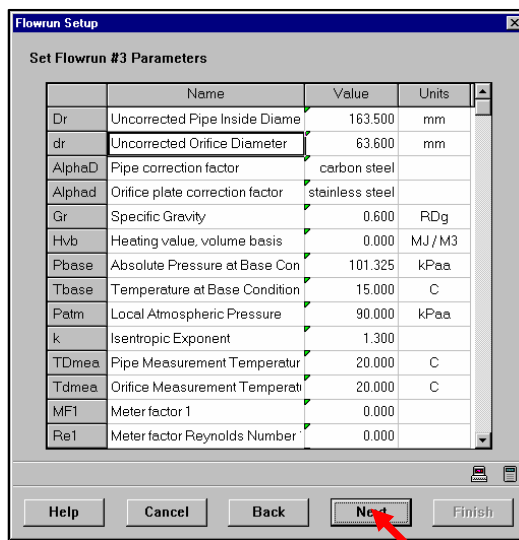 Flowrun Setup
Set Flowrun #3 Parameters
Name Value Units
Dr Uncorrected Pipe Inside Diame 163.500 mm
dr Uncorrected Orifice Diameter 63.600 mm
AlphaD Pipe correction factor carbon steel
Alphad Orifice plate correction factor stainless steel
Gr Specific Gravity 0.600 RDg
Hvb Heating value, volume basis 0.000 MJ / M3
Pbase Absolute Pressure at Base Con 101.325 kPaa
Tbase Temperature at Base Condition 15.000 C
Patm Local Atmospheric Pressure 90.000 kPaa
k Isentropic Exponent 1.300
TDmea Pipe Measurement Temperatur 20.000 C
Tdmea Orifice Measurement Temperat 20.000 C
MF1 Meter factor 1 0.000
Re1 Meter factor Reynolds Number 0.000
Help Cancel Back Next Finish